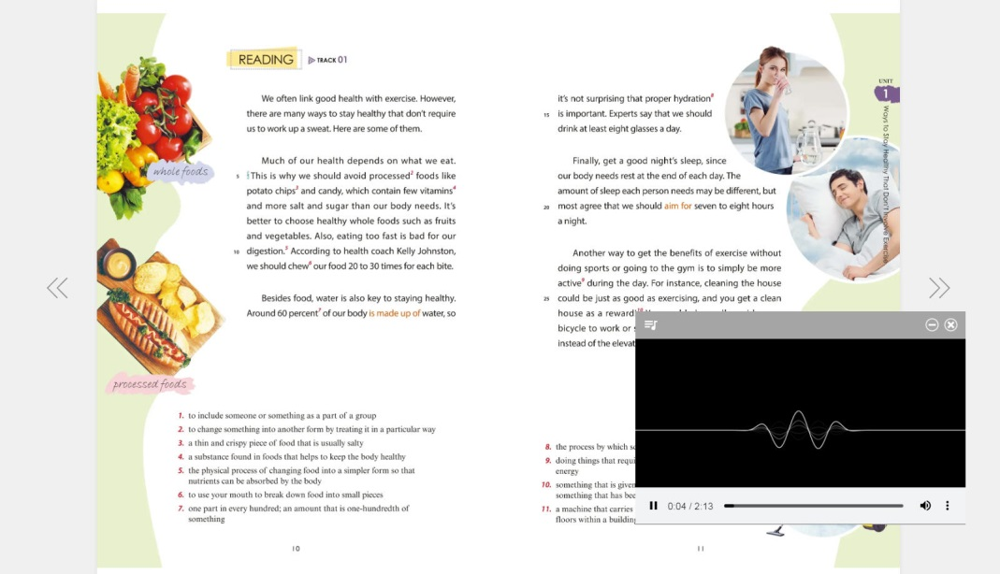 READING TRACK 01
We often link good health with exercise. However,
there are many ways to stay healthy that don't require
us to work up a sweat. Here are some of them.
Much of our health depends on what we eat.
5 This is why we should avoid processed² foods like
potato chips³ and candy, which contain few vitamins⁴
and more salt and sugar than our body needs. It's
better to choose healthy whole foods such as fruits
and vegetables. Also, eating too fast is bad for our
10 digestion.⁵ According to health coach Kelly Johnston,
we should chew⁶ our food 20 to 30 times for each bite.
Besides food, water is also key to staying healthy.
Around 60 percent⁷ of our body is made up of water, so
whole foods
processed foods
1. to include someone or something as a part of a group
2. to change something into another form by treating it in a particular way
3. a thin and crispy piece of food that is usually salty
4. a substance found in foods that helps to keep the body healthy
5. the physical process of changing food into a simpler form so that
nutrients can be absorbed by the body
6. to use your mouth to break down food into small pieces
7. one part in every hundred; an amount that is one-hundredth of
something
10
it's not surprising that proper hydration⁸
15 is important. Experts say that we should
drink at least eight glasses a day.
Finally, get a good night's sleep, since
our body needs rest at the end of each day. The
amount of sleep each person needs may be different, but
20 most agree that we should aim for seven to eight hours
a night.
Another way to get the benefits of exercise without
doing sports or going to the gym is to simply be more
active⁹ during the day. For instance, cleaning the house
25 could be just as good as exercising, and you get a clean
house as a reward
bicycle to work or
instead of the
UNIT
1
Ways to Stay Healthy That Don't Involve Exercise
8. the process by which
9. doing things that
energy
10. something that is given
something that has
11. a machine that carries
floors within a building
11
0:04 / 2:13